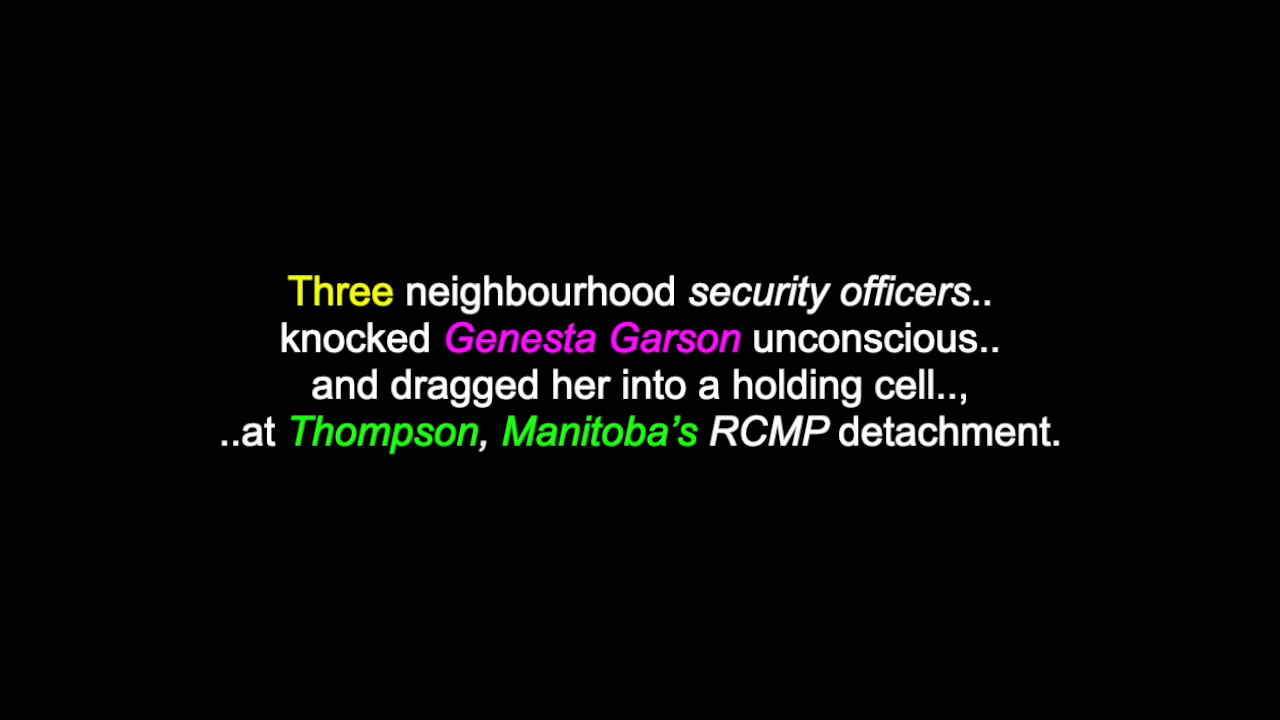 Three neighbourhood security officers..
knocked Genesta Garson unconscious..
and dragged her into a holding cell..,
..at Thompson, Manitoba’s RCMP detachment.